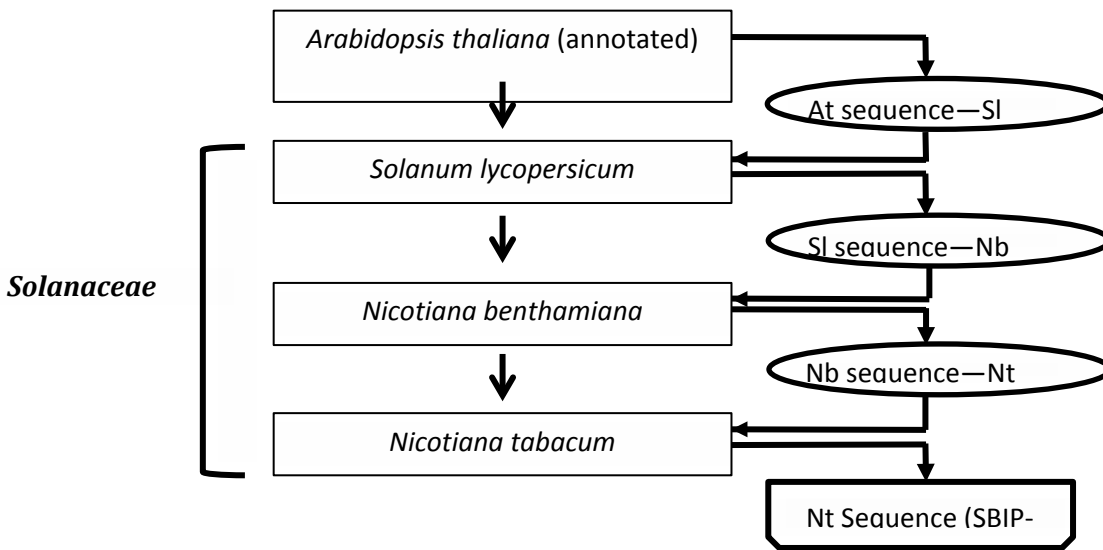 Arabidopsis thaliana (annotated)
At sequence—Sl
Solanum lycopersicum
Sl sequence—Nb
Solanaceae
Nicotiana benthamiana
Nb sequence—Nt
Nicotiana tabacum
Nt Sequence (SBIP-